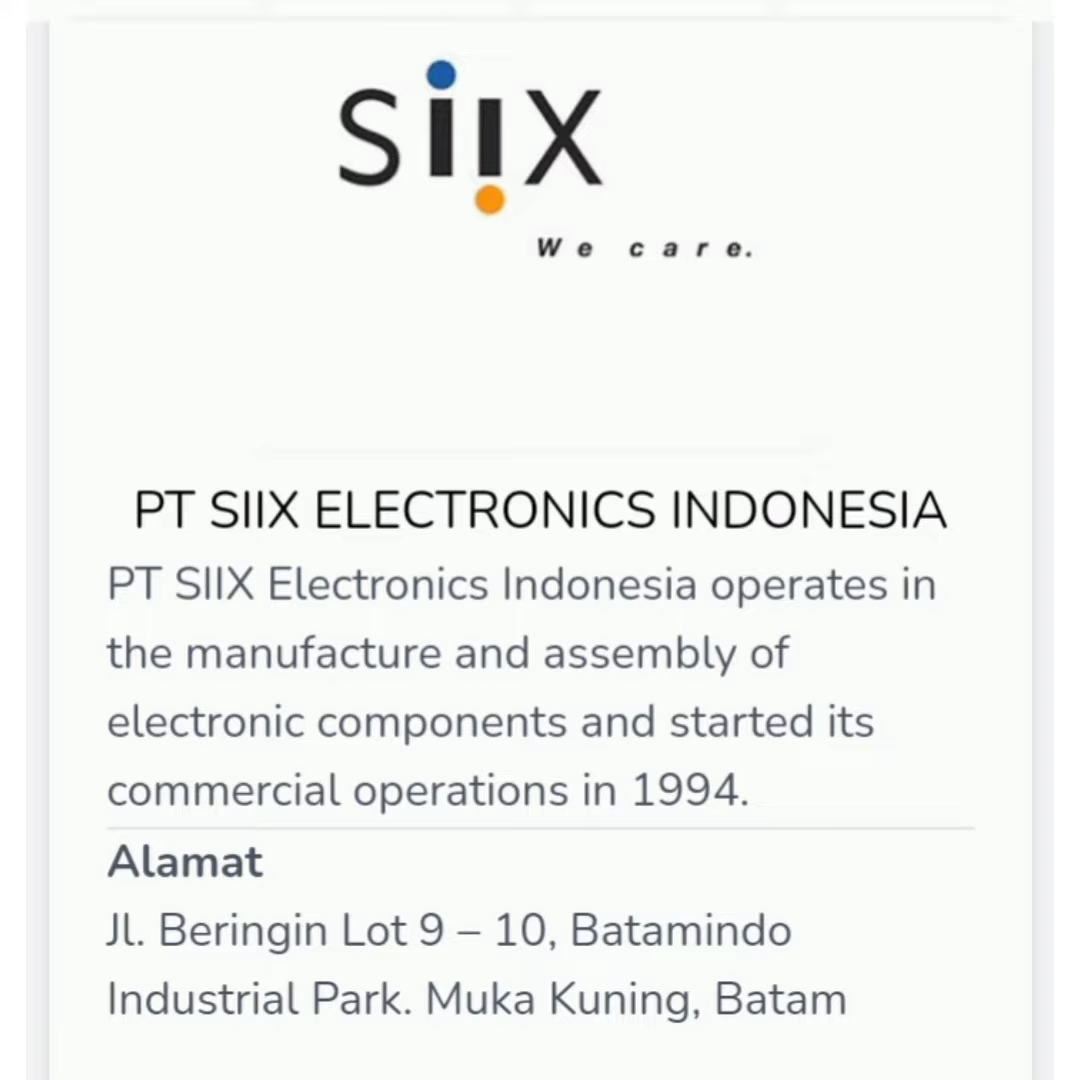 SiiX
We care.
PT SIIX ELECTRONICS INDONESIA
PT SIIX Electronics Indonesia operates in
the manufacture and assembly of
electronic components and started its
commercial operations in 1994.
Alamat
Jl. Beringin Lot 9 – 10, Batamindo
Industrial Park. Muka Kuning, Batam